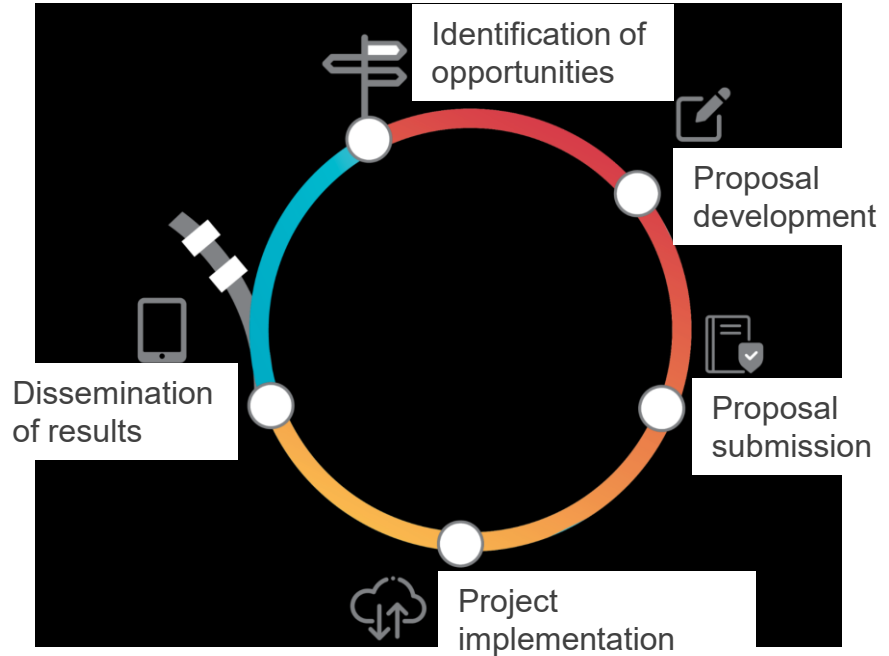 Identification of
opportunities
Proposal
development
Proposal
submission
Project
implementation
Dissemination
of results